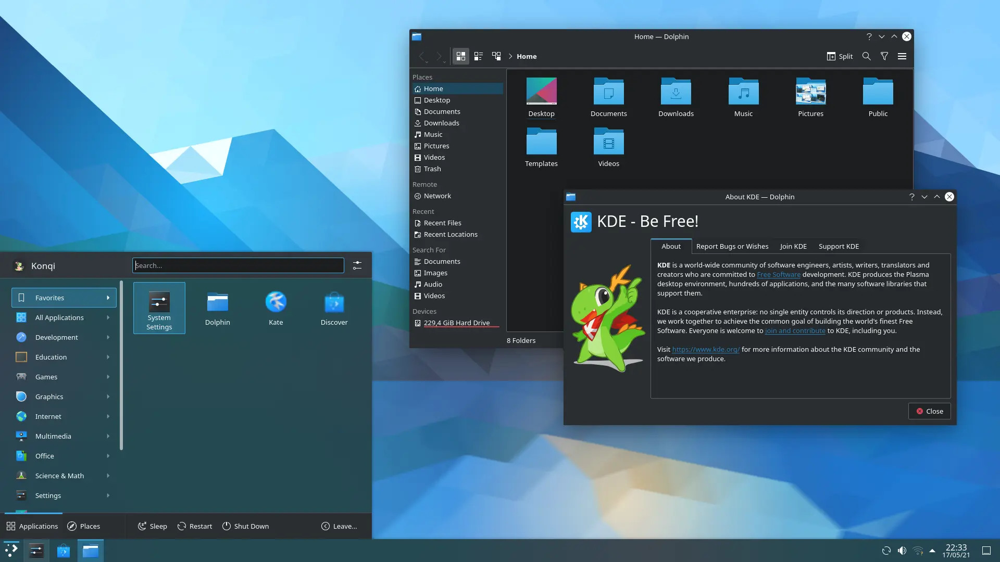 Home — Dolphin
Home
Split
Places
Home
Desktop
Documents
Downloads
Music
Pictures
Videos
Trash
Remote
Network
Recent
Recent Files
Recent Locations
Search For
Documents
Images
Audio
Videos
Devices
229,4 GiB Hard Drive
Desktop
Documents
Downloads
Music
Pictures
Public
Templates
Videos
8 Folders
About KDE — Dolphin
KDE - Be Free!
About
Report Bugs or Wishes
Join KDE
Support KDE
KDE is a world-wide community of software engineers, artists, writers, translators and
creators who are committed to Free Software development. KDE produces the Plasma
desktop environment, hundreds of applications, and the many software libraries that
support them.
KDE is a cooperative enterprise: no single entity controls its direction or products. Instead,
we work together to achieve the common goal of building the world's finest Free
Software. Everyone is welcome to join and contribute to KDE, including you.
Visit https://www.kde.org/ for more information about the KDE community and the
software we produce.
Close
Konqi
Search...
Favorites
All Applications
Development
Education
Games
Graphics
Internet
Multimedia
Office
Science & Math
Settings
System
Settings
Dolphin
Kate
Discover
Applications
Places
Sleep
Restart
Shut Down
Leave...
22:33
17/05/21